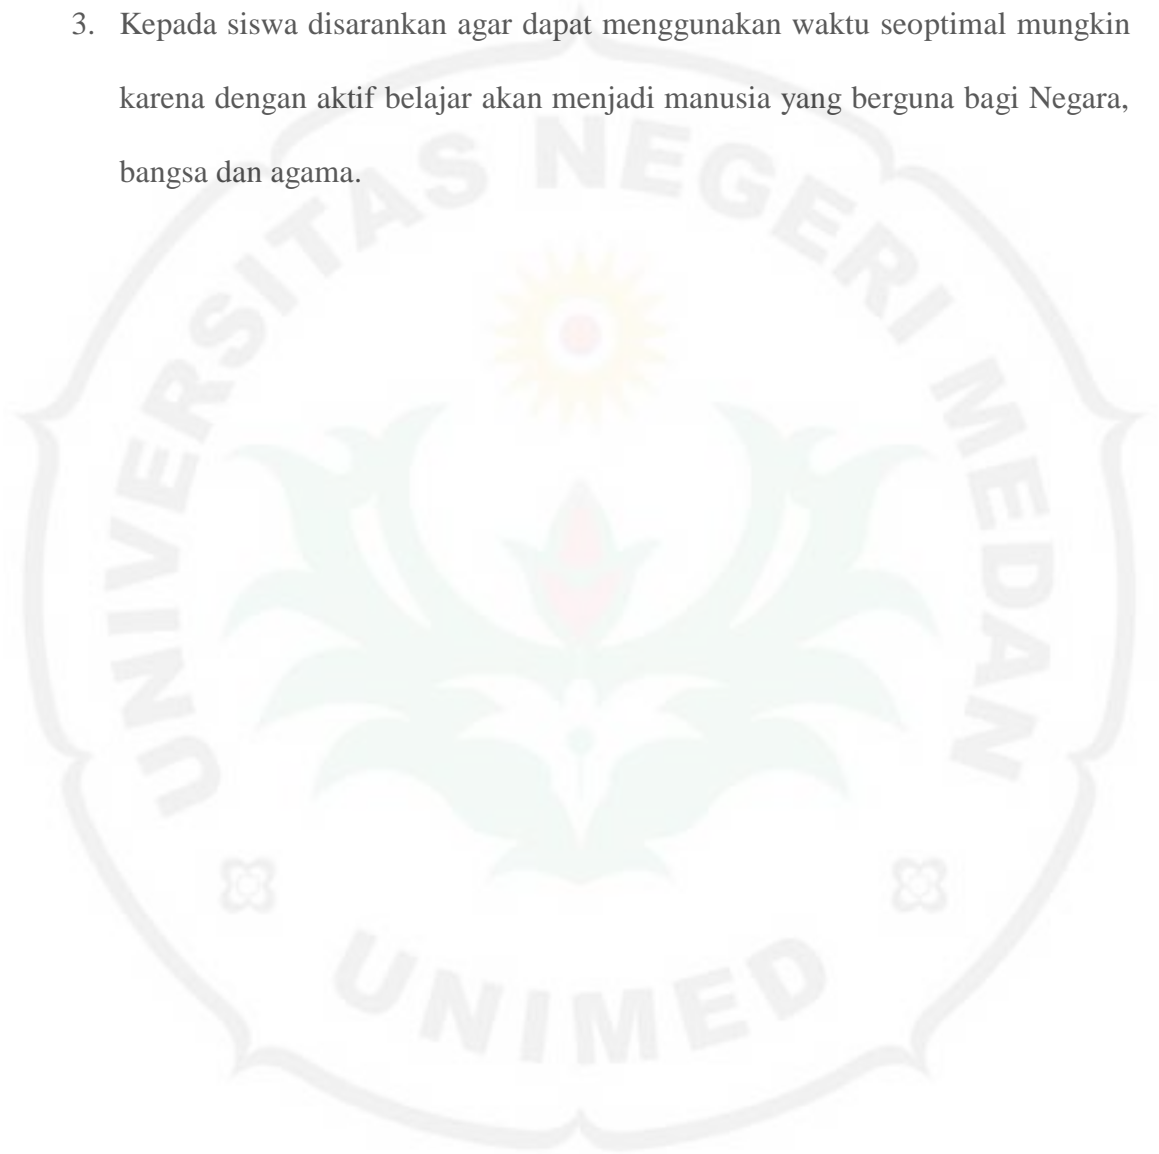 3. Kepada siswa disarankan agar dapat menggunakan waktu seoptimal mungkin
karena dengan aktif belajar akan menjadi manusia yang berguna bagi Negara,
bangsa dan agama.
UNIVERSITAS NEGERI MEDAN
UNIMED